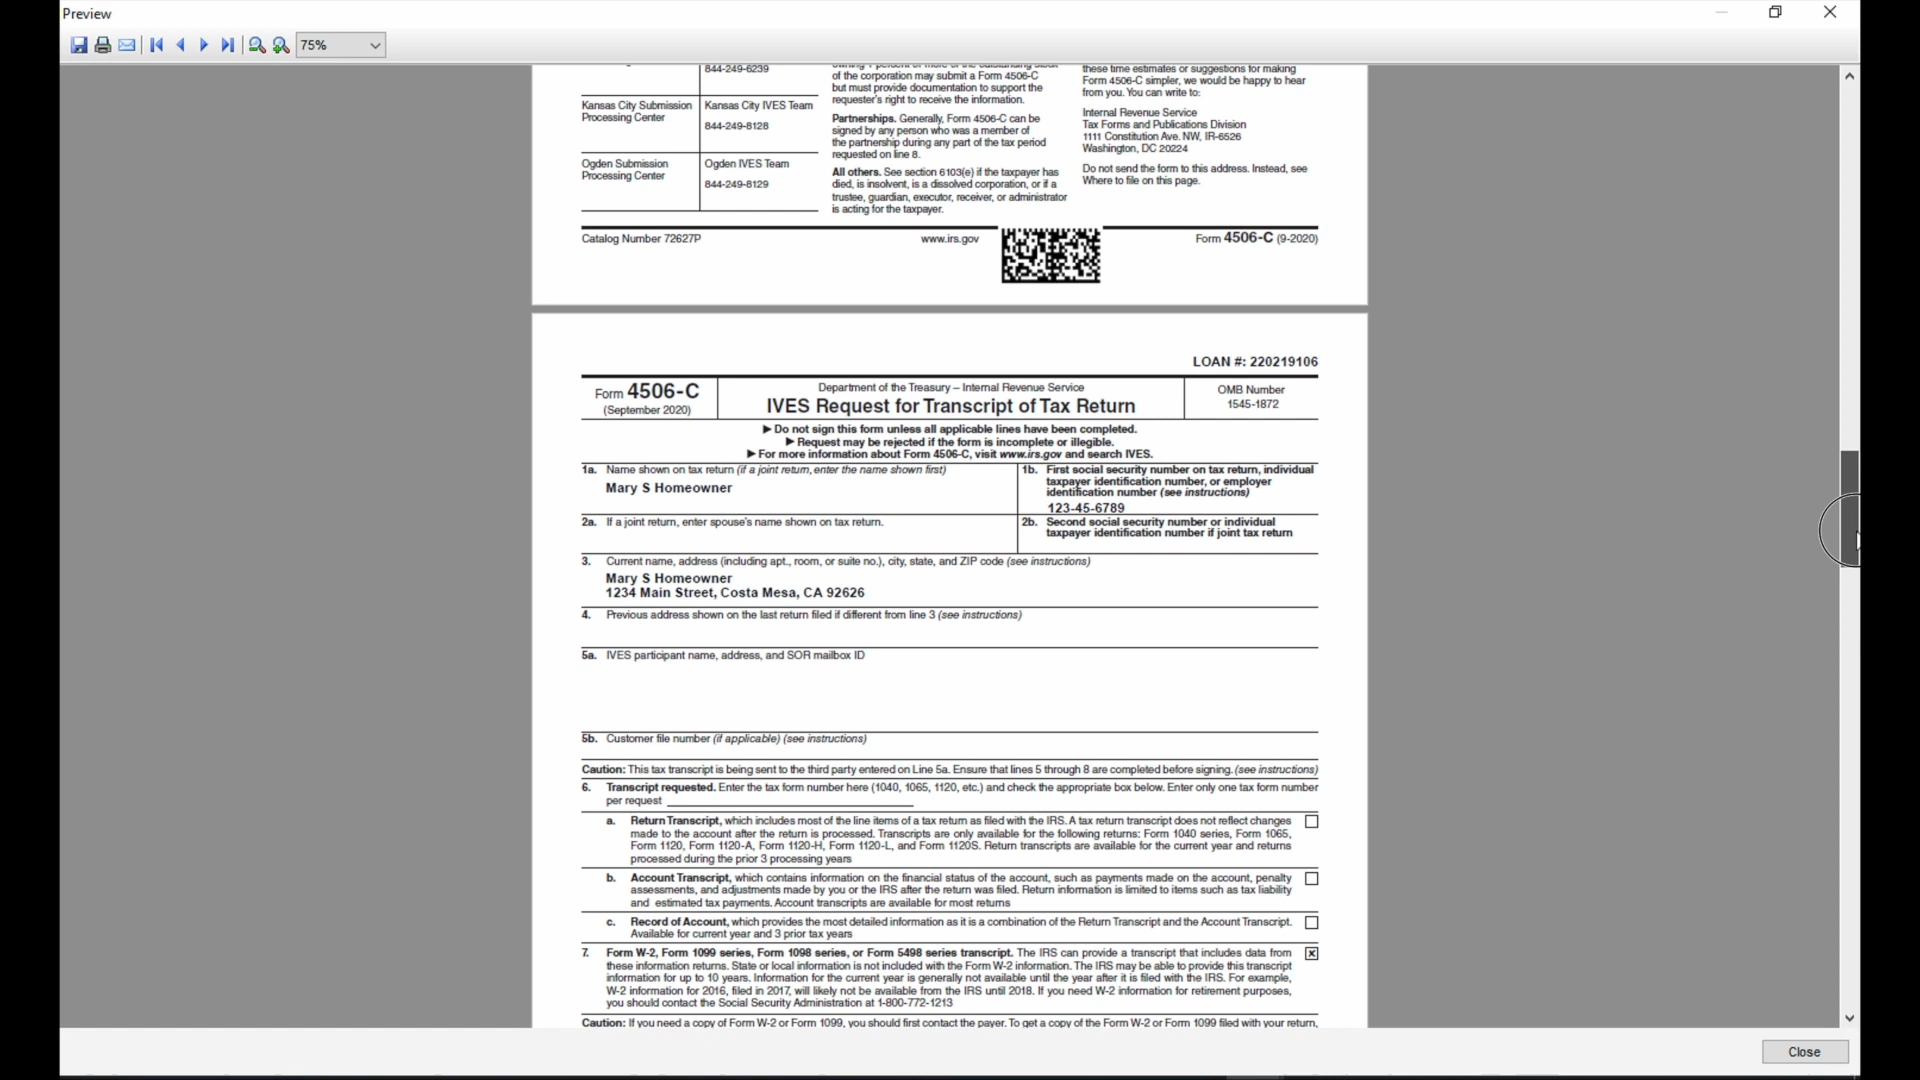 Preview
75%
844-249-6239
Kansas City Submission
Processing Center
Kansas City IVES Team
844-249-8128
Ogden Submission
Processing Center
Ogden IVES Team
844-249-8129
of the corporation may submit a Form 4506-C
but must provide documentation to support the
requester's right to receive the information.
Partnerships. Generally, Form 4506-C can be
signed by any person who was a member of
the partnership during any part of the tax period
requested on line 8.
All others. See section 6103(e) if the taxpayer has
died, is insolvent, is a dissolved corporation, or if a
trustee, guardian, executor, receiver, or administrator
is acting for the taxpayer.
these time estimates or suggestions for making
Form 4506-C simpler, we would be happy to hear
from you. You can write to:
Internal Revenue Service
Tax Forms and Publications Division
1111 Constitution Ave. NW, IR-6526
Washington, DC 20224
Do not send the form to this address. Instead, see
Where to file on this page.
Catalog Number 72627P
www.irs.gov
Form 4506-C (9-2020)
LOAN #: 220219106
Form 4506-C
(September 2020)
Department of the Treasury – Internal Revenue Service
IVES Request for Transcript of Tax Return
OMB Number
1545-1872
▶ Do not sign this form unless all applicable lines have been completed.
▶ Request may be rejected if the form is incomplete or illegible.
▶ For more information about Form 4506-C, visit www.irs.gov and search IVES.
1a. Name shown on tax return (if a joint return, enter the name shown first)
Mary S Homeowner
1b. First social security number on tax return, individual
taxpayer identification number, or employer
identification number (see instructions)
123-45-6789
2a. If a joint return, enter spouse's name shown on tax return.
2b. Second social security number or individual
taxpayer identification number if joint tax return
3. Current name, address (including apt., room, or suite no.), city, state, and ZIP code (see instructions)
Mary S Homeowner
1234 Main Street, Costa Mesa, CA 92626
4. Previous address shown on the last return filed if different from line 3 (see instructions)
5a. IVES participant name, address, and SOR mailbox ID
5b. Customer file number (if applicable) (see instructions)
Caution: This tax transcript is being sent to the third party entered on Line 5a. Ensure that lines 5 through 8 are completed before signing. (see instructions)
6. Transcript requested. Enter the tax form number here (1040, 1065, 1120, etc.) and check the appropriate box below. Enter only one tax form number
per request
a. Return Transcript, which includes most of the line items of a tax return as filed with the IRS. A tax return transcript does not reflect changes
made to the account after the return is processed. Transcripts are only available for the following returns: Form 1040 series, Form 1065,
Form 1120, Form 1120-A, Form 1120-H, Form 1120-L, and Form 1120S. Return transcripts are available for the current year and returns
processed during the prior 3 processing years
b. Account Transcript, which contains information on the financial status of the account, such as payments made on the account, penalty
assessments, and adjustments made by you or the IRS after the return was filed. Return information is limited to items such as tax liability
and estimated tax payments. Account transcripts are available for most returns
c. Record of Account, which provides the most detailed information as it is a combination of the Return Transcript and the Account Transcript.
Available for current year and 3 prior tax years
7. Form W-2, Form 1099 series, Form 1098 series, or Form 5498 series transcript. The IRS can provide a transcript that includes data from
these information returns. State or local information is not included with the Form W-2 information. The IRS may be able to provide this transcript
information for up to 10 years. Information for the current year is generally not available until the year after it is filed with the IRS. For example,
W-2 information for 2016, filed in 2017, will likely not be available from the IRS until 2018. If you need W-2 information for retirement purposes,
you should contact the Social Security Administration at 1-800-772-1213
Caution: If you need a copy of Form W-2 or Form 1099, you should first contact the payer. To get a copy of the Form W-2 or Form 1099 filed with your return,
Close